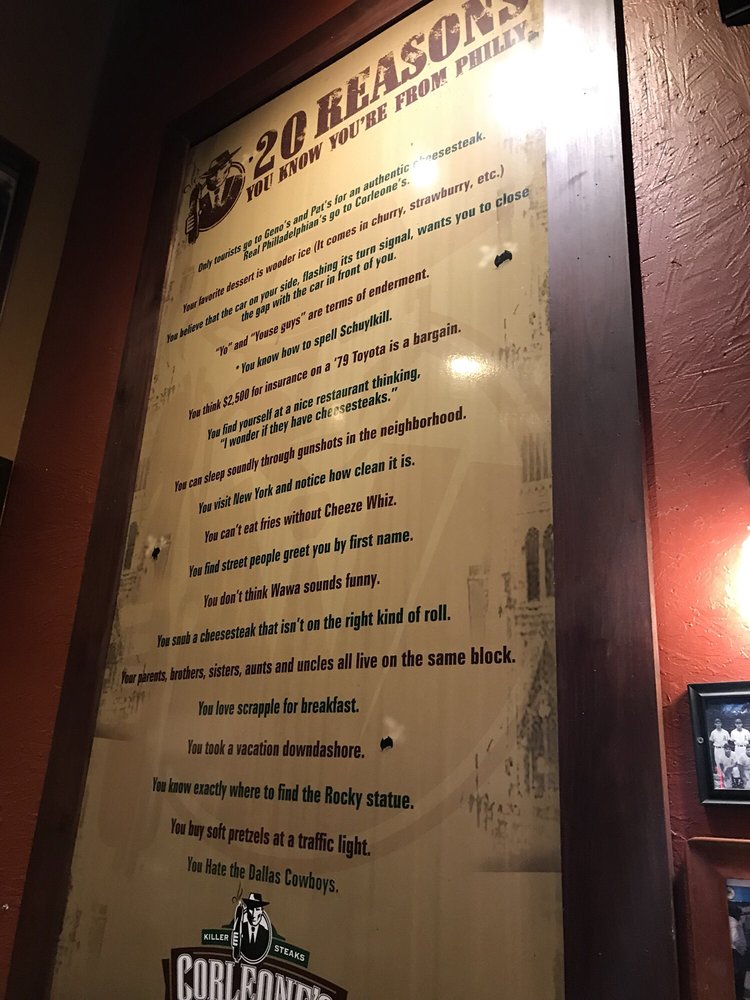 20 REASONS
YOU KNOW YOU'RE FROM PHILLY.
Only tourists go to Geno's and Pat's for an authentic cheesesteak.
Real Philladelphian's go to Corleone's.
Your favorite dessert is wooder ice (It comes in churry, strawburry, etc.)
You believe that the car on your side, flashing its turn signal, wants you to close
the gap with the car in front of you.
"Yo" and "Youse guys" are terms of enderment.
You know how to spell Schuylkill.
You think $2,500 for insurance on a '79 Toyota is a bargain.
You find yourself at a nice restaurant thinking,
"I wonder if they have cheesesteaks."
You can sleep soundly through gunshots in the neighborhood.
You visit New York and notice how clean it is.
You can't eat fries without Cheeze Whiz.
You find street people greet you by first name.
You don't think Wawa sounds funny.
You snub a cheesesteak that isn't on the right kind of roll.
Your parents, brothers, sisters, aunts and uncles all live on the same block.
You love scrapple for breakfast.
You took a vacation downdashore.
You know exactly where to find the Rocky statue.
You buy soft pretzels at a traffic light.
You Hate the Dallas Cowboys.
KILLER STEAKS
CORLEONE'S